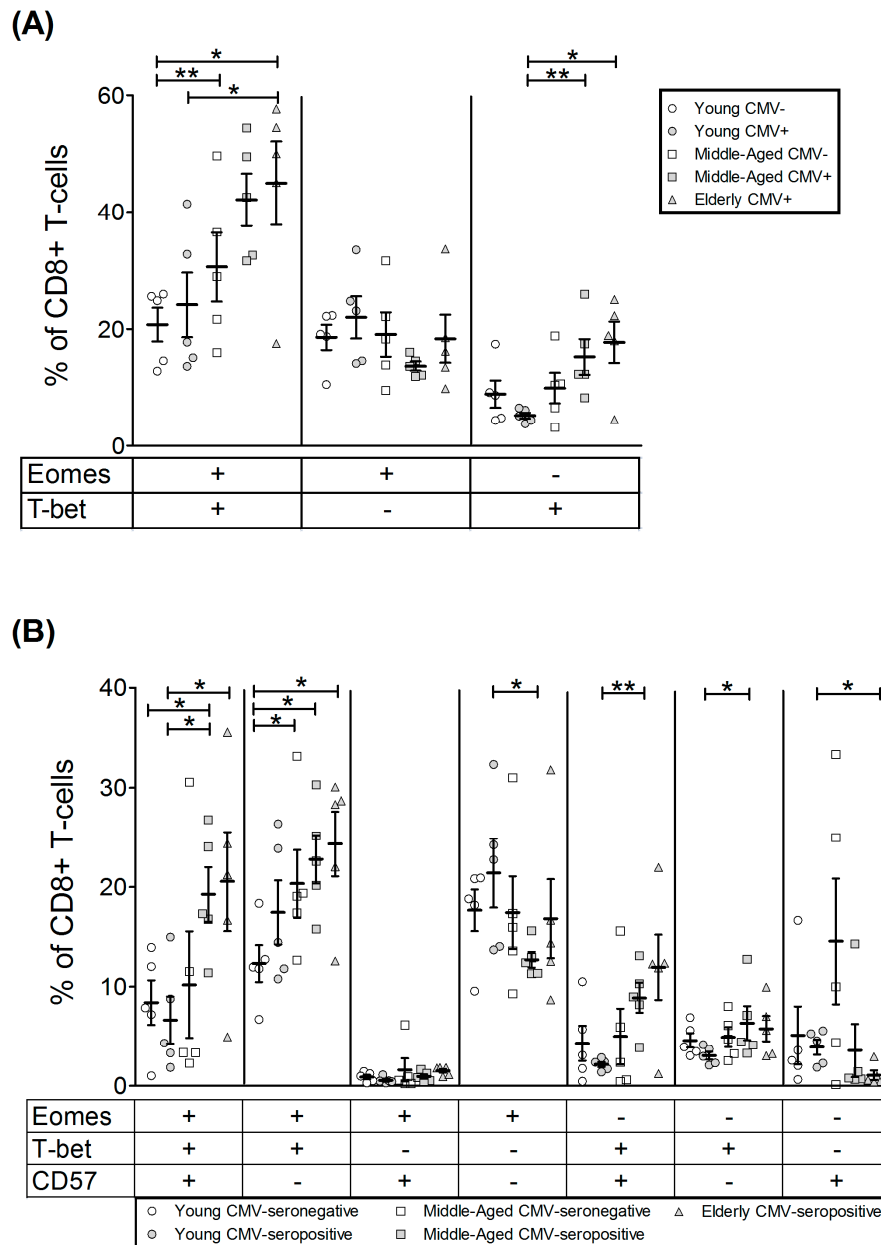 (A)
* *
** **
*
60
40
20
0
% of CD8+ T-cells
Young CMV-
Young CMV+
Middle-Aged CMV-
Middle-Aged CMV+
Elderly CMV+
Eomes + + -
T-bet + - +
(B)
* * * ** * *
* *
* *
40
30
20
10
0
% of CD8+ T-cells
Eomes + + + + - - -
T-bet + + - - + + -
CD57 + - + - + - +
Young CMV-seronegative Middle-Aged CMV-seronegative Elderly CMV-seropositive
Young CMV-seropositive Middle-Aged CMV-seropositive